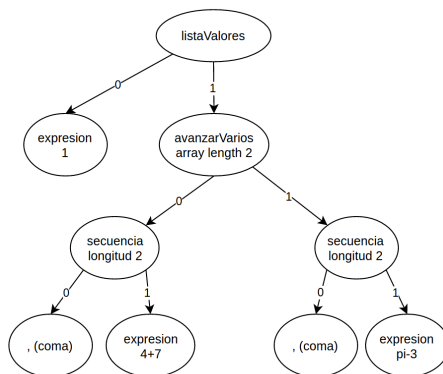 listaValores
0
1
expresion
1
avanzarVarios
array length 2
0
1
secuencia
longitud 2
secuencia
longitud 2
0
1
0
1
, (coma)
expresion
4+7
, (coma)
expresion
pi-3